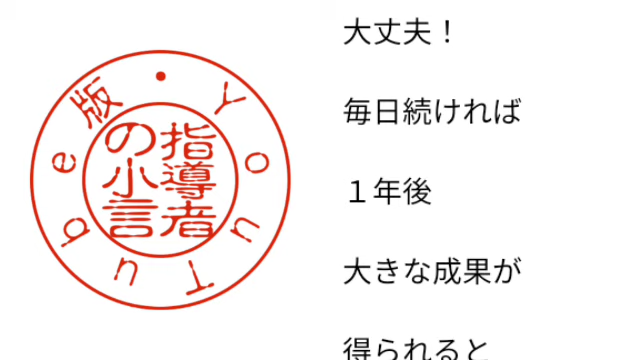 YouTube版
指導者
の小言
大丈夫！
毎日続ければ
１年後
大きな成果が
得られると